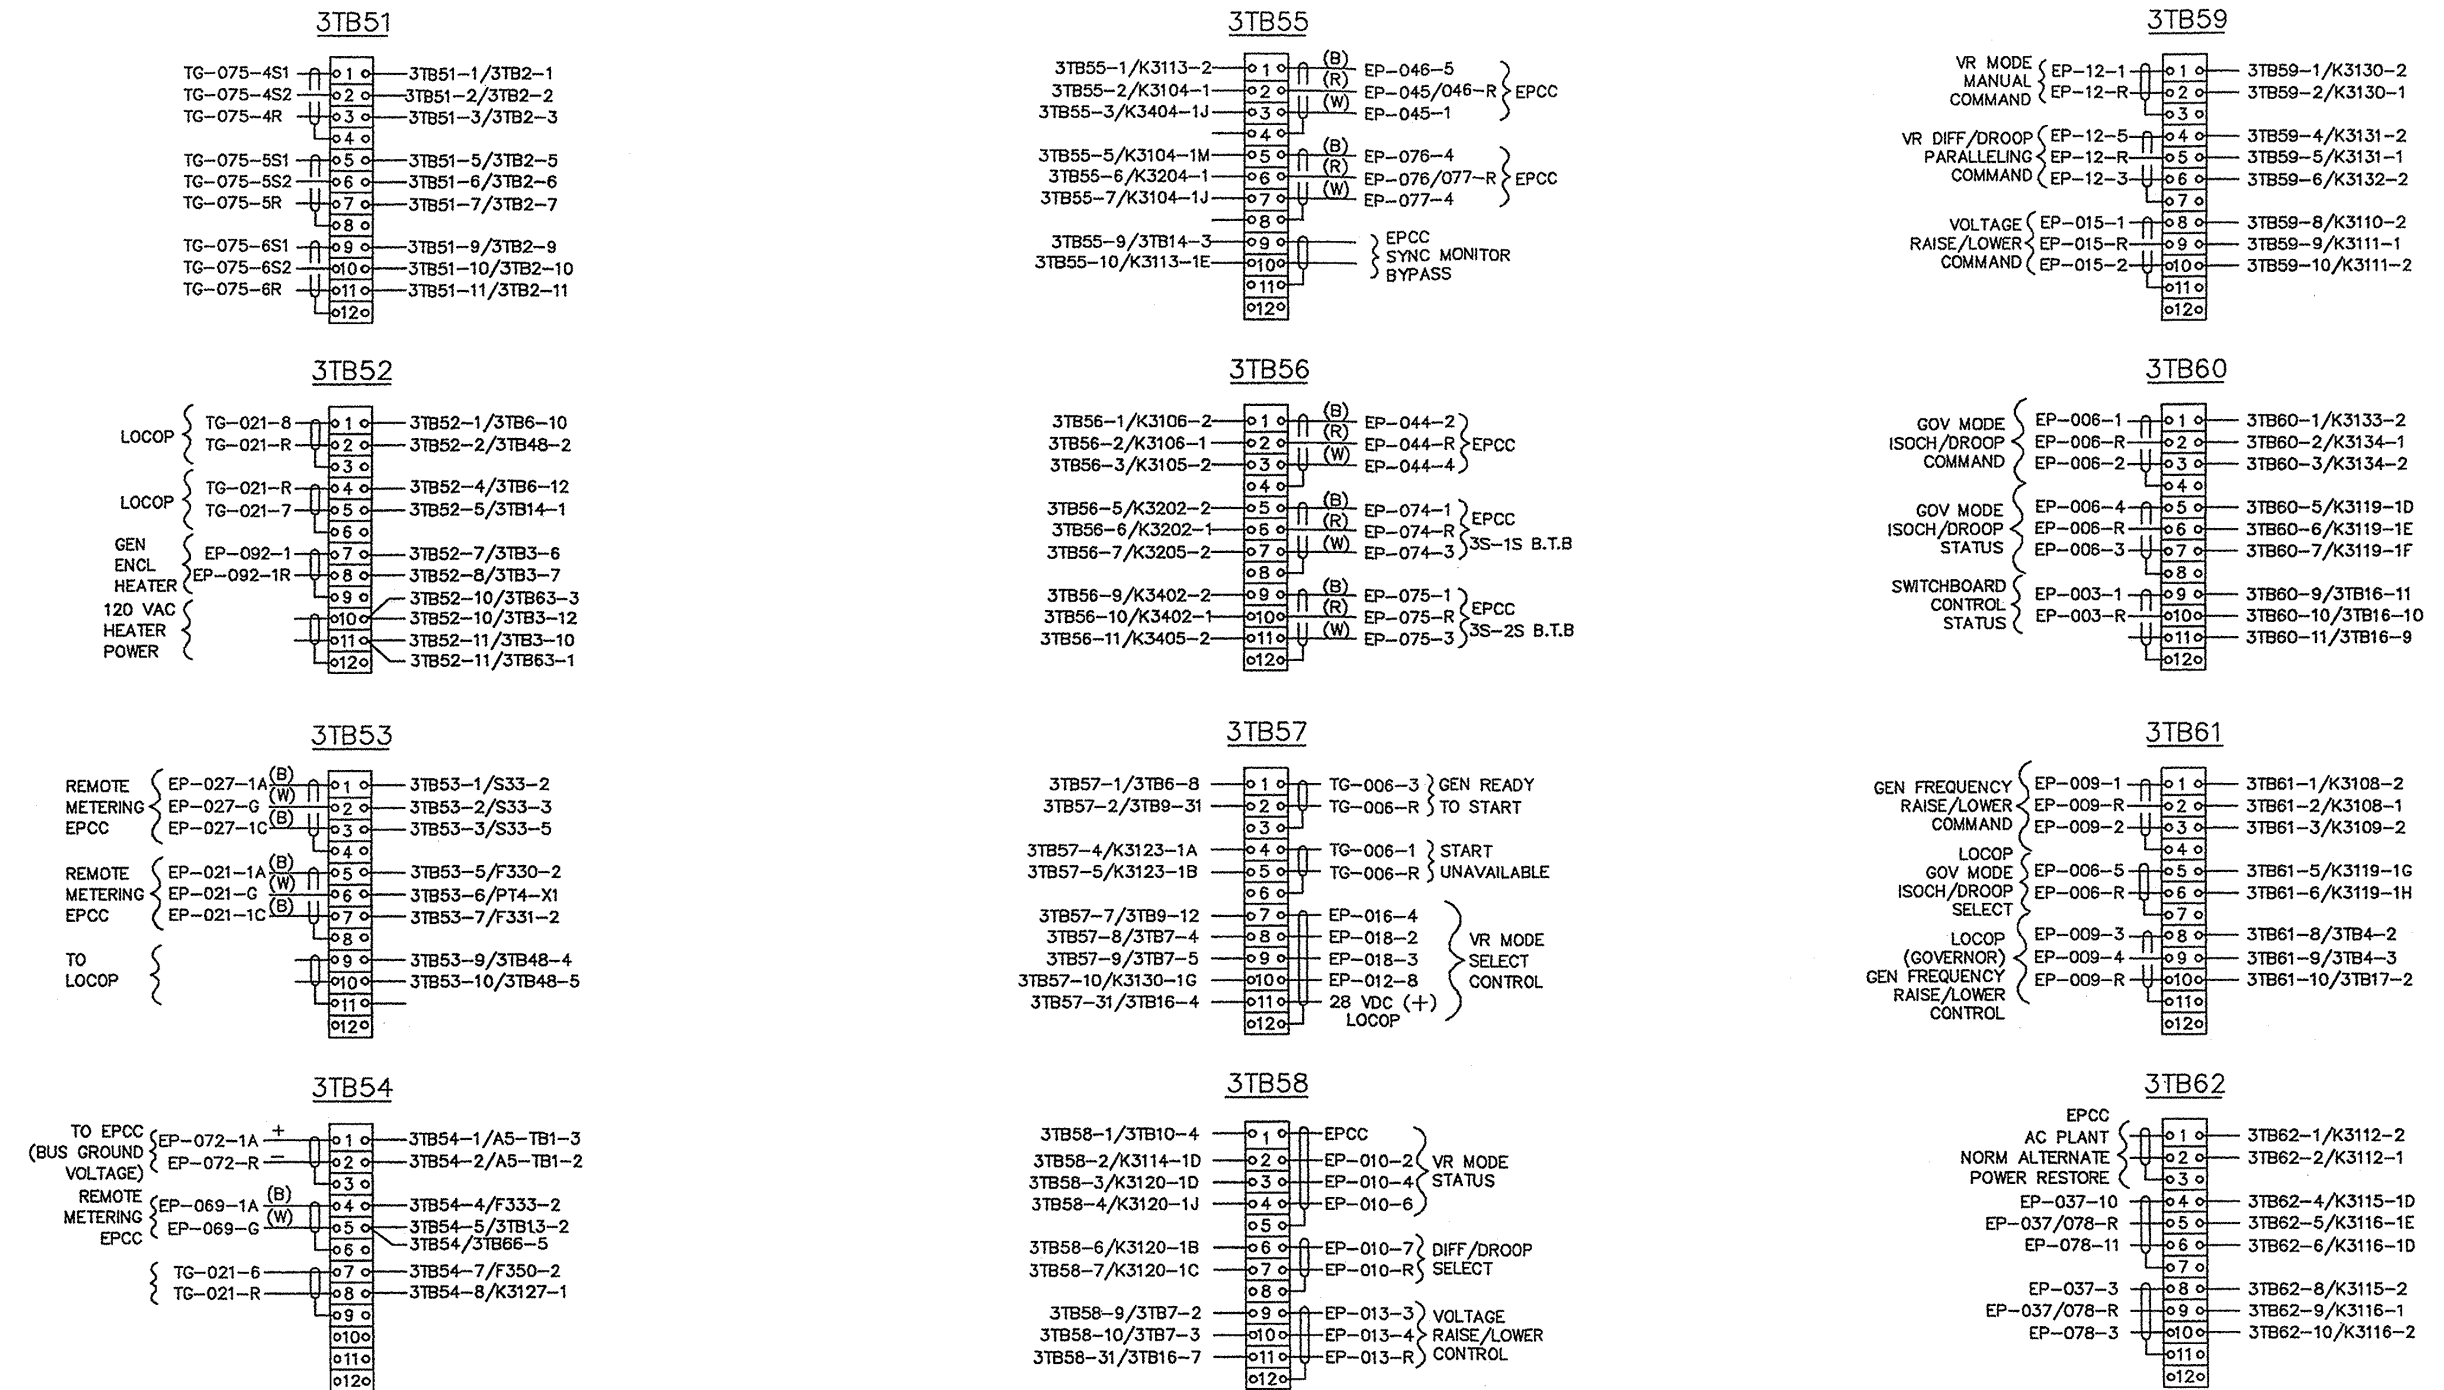 3TB51
TG-075-4S1 1 3TB51-1/3TB2-1
TG-075-4S2 2 3TB51-2/3TB2-2
TG-075-4R 3 3TB51-3/3TB2-3
4
TG-075-5S1 5 3TB51-5/3TB2-5
TG-075-5S2 6 3TB51-6/3TB2-6
TG-075-5R 7 3TB51-7/3TB2-7
8
TG-075-6S1 9 3TB51-9/3TB2-9
TG-075-6S2 10 3TB51-10/3TB2-10
TG-075-6R 11 3TB51-11/3TB2-11
12
3TB52
LOCOP
TG-021-8 1 3TB52-1/3TB6-10
TG-021-R 2 3TB52-2/3TB48-2
3
LOCOP
TG-021-R 4 3TB52-4/3TB6-12
TG-021-7 5 3TB52-5/3TB14-1
6
GEN
ENCL
HEATER
EP-092-1 7 3TB52-7/3TB3-6
EP-092-1R 8 3TB52-8/3TB3-7
9 3TB52-10/3TB63-3
120 VAC
HEATER
POWER
10 3TB52-10/3TB3-12
11 3TB52-11/3TB3-10
12 3TB52-11/3TB63-1
3TB53
REMOTE
METERING
EPCC
EP-027-1A (B) 1 3TB53-1/S33-2
EP-027-G (W) 2 3TB53-2/S33-3
EP-027-1C (B) 3 3TB53-3/S33-5
4
REMOTE
METERING
EPCC
EP-021-1A (B) 5 3TB53-5/F330-2
EP-021-G (W) 6 3TB53-6/PT4-X1
EP-021-1C (B) 7 3TB53-7/F331-2
8
TO
LOCOP
9 3TB53-9/3TB48-4
10 3TB53-10/3TB48-5
11
12
3TB54
TO EPCC
(BUS GROUND
VOLTAGE)
EP-072-1A + 1 3TB54-1/A5-TB1-3
EP-072-R − 2 3TB54-2/A5-TB1-2
3
REMOTE
METERING
EPCC
EP-069-1A (B) 4 3TB54-4/F333-2
EP-069-G (W) 5 3TB54-5/3TB13-2
6 3TB54/3TB66-5
TG-021-6 7 3TB54-7/F350-2
TG-021-R 8 3TB54-8/K3127-1
9
10
11
12
3TB55
3TB55-1/K3113-2 1 (B) EP-046-5
3TB55-2/K3104-1 2 (R) EP-045/046-R EPCC
3TB55-3/K3404-1J 3 (W) EP-045-1
4
3TB55-5/K3104-1M 5 (B) EP-076-4
3TB55-6/K3204-1 6 (R) EP-076/077-R EPCC
3TB55-7/K3104-1J 7 (W) EP-077-4
8
3TB55-9/3TB14-3 9
3TB55-10/K3113-1E 10
EPCC
SYNC MONITOR
BYPASS
11
12
3TB56
3TB56-1/K3106-2 1 (B) EP-044-2
3TB56-2/K3106-1 2 (R) EP-044-R EPCC
3TB56-3/K3105-2 3 (W) EP-044-4
4
3TB56-5/K3202-2 5 (B) EP-074-1
3TB56-6/K3202-1 6 (R) EP-074-R
3TB56-7/K3205-2 7 (W) EP-074-3
EPCC
3S-1S B.T.B
8
3TB56-9/K3402-2 9 (B) EP-075-1
3TB56-10/K3402-1 10 (R) EP-075-R
3TB56-11/K3405-2 11 (W) EP-075-3
EPCC
3S-2S B.T.B
12
3TB57
3TB57-1/3TB6-8 1 TG-006-3 GEN READY
3TB57-2/3TB9-31 2 TG-006-R TO START
3
3TB57-4/K3123-1A 4 TG-006-1 START
3TB57-5/K3123-1B 5 TG-006-R UNAVAILABLE
6
3TB57-7/3TB9-12 7 EP-016-4
3TB57-8/3TB7-4 8 EP-018-2 VR MODE
3TB57-9/3TB7-5 9 EP-018-3 SELECT
3TB57-10/K3130-1G 10 EP-012-8 CONTROL
3TB57-31/3TB16-4 11 28 VDC (+)
12 LOCOP
3TB58
3TB58-1/3TB10-4 1 EPCC
3TB58-2/K3114-1D 2 EP-010-2 VR MODE
3TB58-3/K3120-1D 3 EP-010-4 STATUS
3TB58-4/K3120-1J 4 EP-010-6
5
3TB58-6/K3120-1B 6 EP-010-7 DIFF/DROOP
3TB58-7/K3120-1C 7 EP-010-R SELECT
8
3TB58-9/3TB7-2 9 EP-013-3 VOLTAGE
3TB58-10/3TB7-3 10 EP-013-4 RAISE/LOWER
3TB58-31/3TB16-7 11 EP-013-R CONTROL
12
3TB59
VR MODE
MANUAL
COMMAND
EP-12-1 1 3TB59-1/K3130-2
EP-12-R 2 3TB59-2/K3130-1
3
VR DIFF/DROOP
PARALLELING
COMMAND
EP-12-5 4 3TB59-4/K3131-2
EP-12-R 5 3TB59-5/K3131-1
EP-12-3 6 3TB59-6/K3132-2
7
VOLTAGE
RAISE/LOWER
COMMAND
EP-015-1 8 3TB59-8/K3110-2
EP-015-R 9 3TB59-9/K3111-1
EP-015-2 10 3TB59-10/K3111-2
11
12
3TB60
GOV MODE
ISOCH/DROOP
COMMAND
EP-006-1 1 3TB60-1/K3133-2
EP-006-R 2 3TB60-2/K3134-1
EP-006-2 3 3TB60-3/K3134-2
4
GOV MODE
ISOCH/DROOP
STATUS
EP-006-4 5 3TB60-5/K3119-1D
EP-006-R 6 3TB60-6/K3119-1E
EP-006-3 7 3TB60-7/K3119-1F
8
SWITCHBOARD
CONTROL
STATUS
EP-003-1 9 3TB60-9/3TB16-11
EP-003-R 10 3TB60-10/3TB16-10
11 3TB60-11/3TB16-9
12
3TB61
GEN FREQUENCY
RAISE/LOWER
COMMAND
EP-009-1 1 3TB61-1/K3108-2
EP-009-R 2 3TB61-2/K3108-1
EP-009-2 3 3TB61-3/K3109-2
4
LOCOP
GOV MODE
ISOCH/DROOP
SELECT
EP-006-5 5 3TB61-5/K3119-1G
EP-006-R 6 3TB61-6/K3119-1H
7
LOCOP
(GOVERNOR)
GEN FREQUENCY
RAISE/LOWER
CONTROL
EP-009-3 8 3TB61-8/3TB4-2
EP-009-4 9 3TB61-9/3TB4-3
EP-009-R 10 3TB61-10/3TB17-2
11
12
3TB62
EPCC
AC PLANT
NORM ALTERNATE
POWER RESTORE
1 3TB62-1/K3112-2
2 3TB62-2/K3112-1
3
EP-037-10 4 3TB62-4/K3115-1D
EP-037/078-R 5 3TB62-5/K3116-1E
EP-078-11 6 3TB62-6/K3116-1D
7
EP-037-3 8 3TB62-8/K3115-2
EP-037/078-R 9 3TB62-9/K3116-1
EP-078-3 10 3TB62-10/K3116-2
11
12